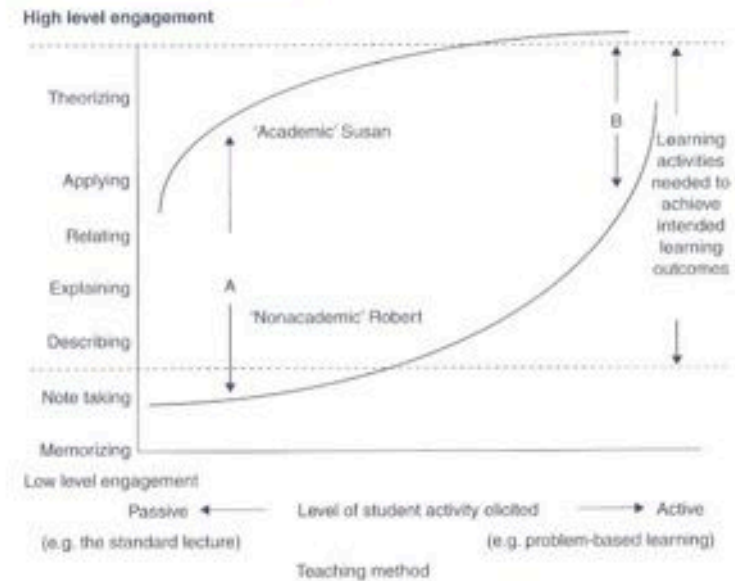 High level engagement
Theorizing
'Academic' Susan
B
Learning
activities
needed to
achieve
intended
learning
outcomes
Applying
Relating
Explaining
A
'Nonacademic' Robert
Describing
Note taking
Memorizing
Low level engagement
Passive Level of student activity elicited Active
(e.g. the standard lecture) (e.g. problem-based learning)
Teaching method